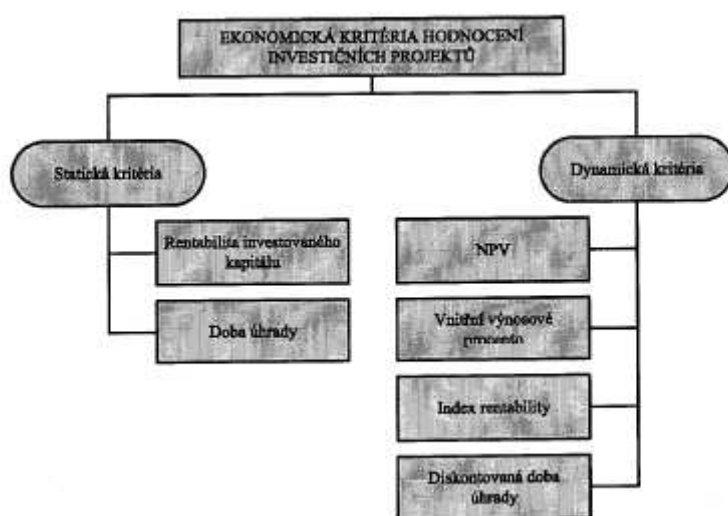 EKONOMICKÁ KRITÉRIA HODNOCENÍ
INVESTIČNÍCH PROJEKTŮ
Statická kritéria
Dynamická kritéria
Rentabilita investovaného
kapitálu
Doba úhrady
NPV
Vnitřní výnosové
procento
Index rentability
Diskontovaná doba
úhrady